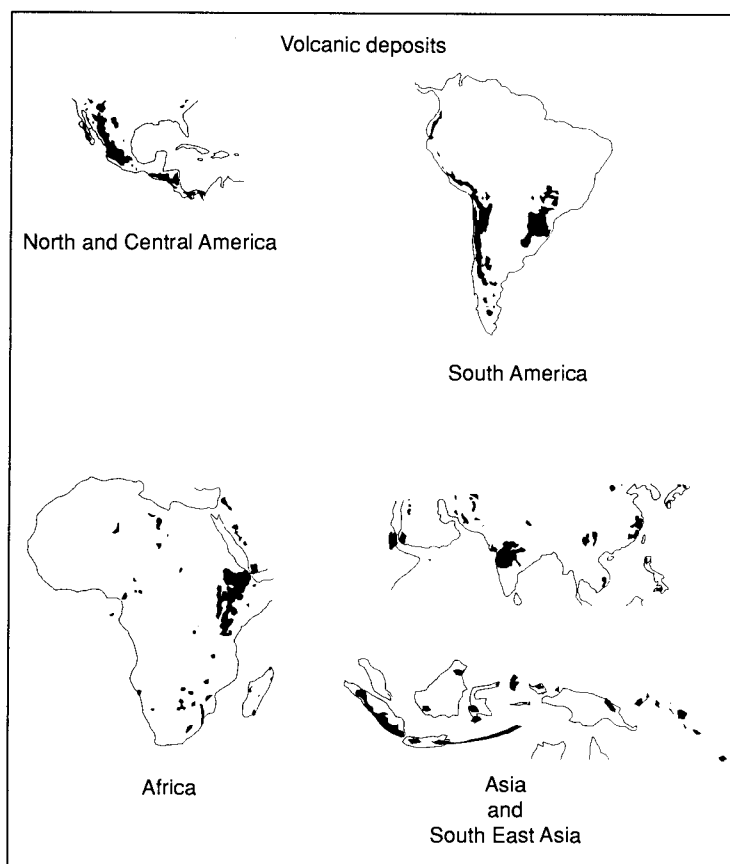 Volcanic deposits
North and Central America
South America
Africa
Asia
and
South East Asia